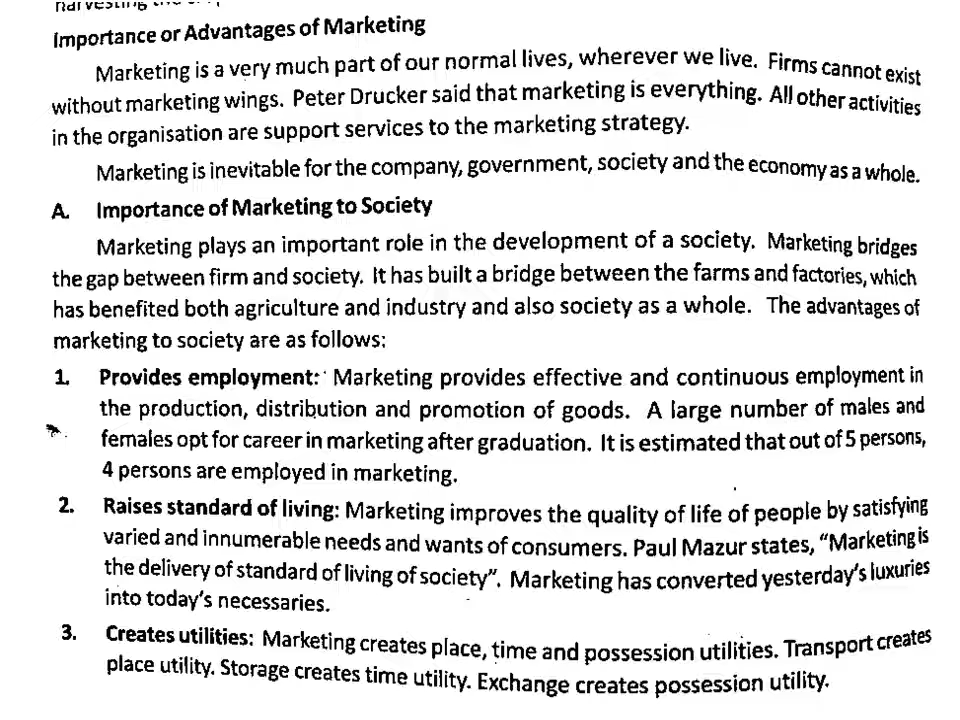 Harvesting the
Importance or Advantages of Marketing
Marketing is a very much part of our normal lives, wherever we live. Firms cannot exist
without marketing wings. Peter Drucker said that marketing is everything. All other activities
in the organisation are support services to the marketing strategy.
Marketing is inevitable for the company, government, society and the economy as a whole.
A. Importance of Marketing to Society
Marketing plays an important role in the development of a society. Marketing bridges
the gap between firm and society. It has built a bridge between the farms and factories, which
has benefited both agriculture and industry and also society as a whole. The advantages of
marketing to society are as follows:
1. Provides employment: Marketing provides effective and continuous employment in
the production, distribution and promotion of goods. A large number of males and
females opt for career in marketing after graduation. It is estimated that out of 5 persons,
4 persons are employed in marketing.
2. Raises standard of living: Marketing improves the quality of life of people by satisfying
varied and innumerable needs and wants of consumers. Paul Mazur states, "Marketing is
the delivery of standard of living of society". Marketing has converted yesterday's luxuries
into today's necessaries.
3. Creates utilities: Marketing creates place, time and possession utilities. Transport creates
place utility. Storage creates time utility. Exchange creates possession utility.